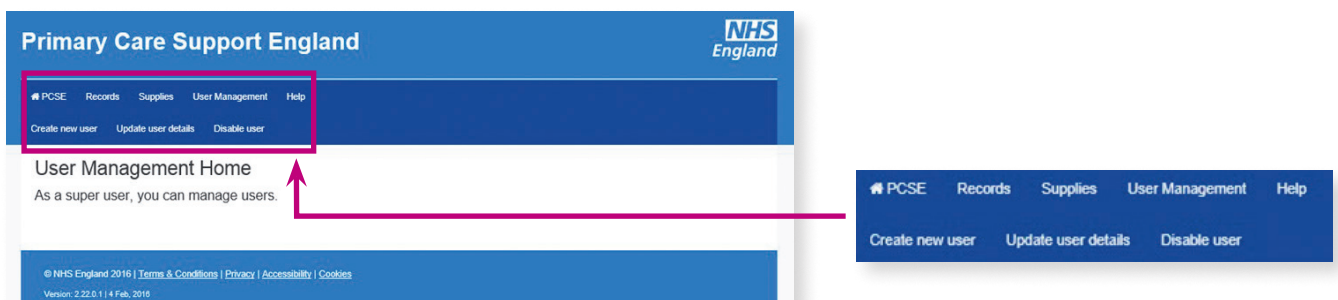 Primary Care Support England
NHS
England
PCSE Records Supplies User Management Help
Create new user Update user details Disable user
User Management Home
As a super user, you can manage users.
© NHS England 2016 | Terms & Conditions | Privacy | Accessibility | Cookies
Version: 2.22.0.1 | 4 Feb, 2016
PCSE Records Supplies User Management Help
Create new user Update user details Disable user